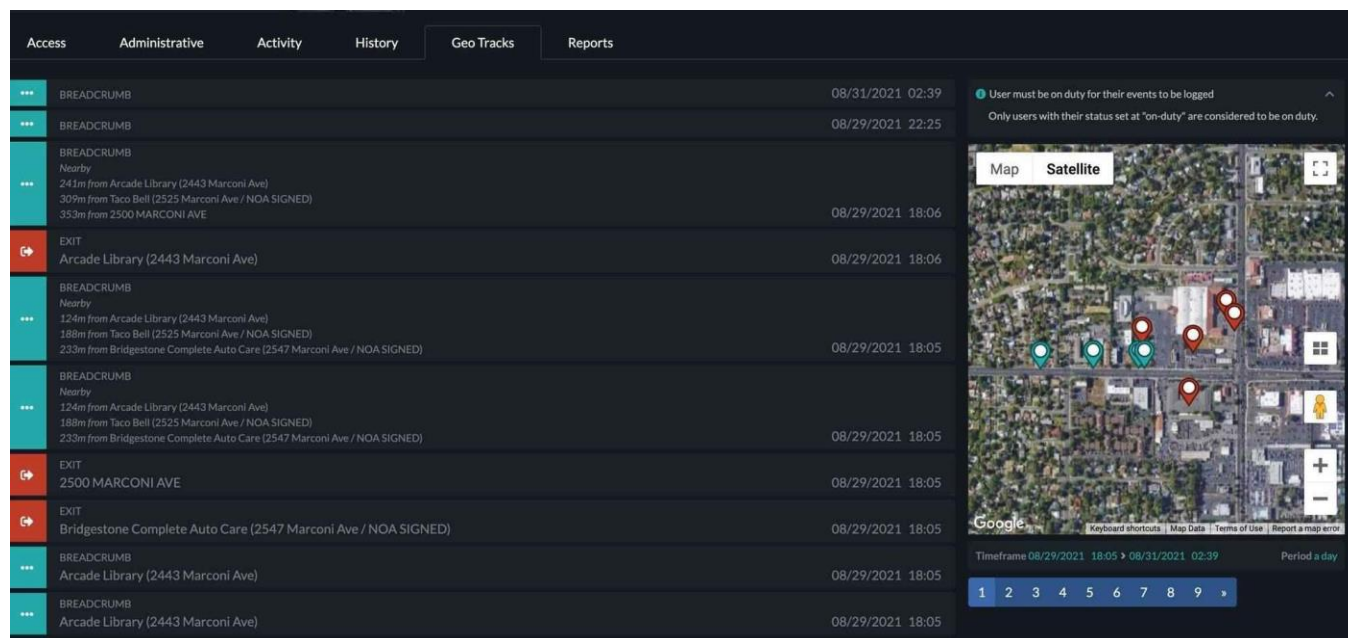 Access Administrative Activity History Geo Tracks Reports
BREADCRUMB 08/31/2021 02:39
BREADCRUMB 08/29/2021 22:25
BREADCRUMB
Nearby
241m from Arcade Library (2443 Marconi Ave)
309m from Taco Bell (2525 Marconi Ave / NOA SIGNED)
353m from 2500 MARCONI AVE 08/29/2021 18:06
EXIT
Arcade Library (2443 Marconi Ave) 08/29/2021 18:06
BREADCRUMB
Nearby
124m from Arcade Library (2443 Marconi Ave)
188m from Taco Bell (2525 Marconi Ave / NOA SIGNED)
233m from Bridgestone Complete Auto Care (2547 Marconi Ave / NOA SIGNED) 08/29/2021 18:05
BREADCRUMB
Nearby
124m from Arcade Library (2443 Marconi Ave)
188m from Taco Bell (2525 Marconi Ave / NOA SIGNED)
233m from Bridgestone Complete Auto Care (2547 Marconi Ave / NOA SIGNED) 08/29/2021 18:05
EXIT
2500 MARCONI AVE 08/29/2021 18:05
EXIT
Bridgestone Complete Auto Care (2547 Marconi Ave / NOA SIGNED) 08/29/2021 18:05
BREADCRUMB
Arcade Library (2443 Marconi Ave) 08/29/2021 18:05
BREADCRUMB
Arcade Library (2443 Marconi Ave) 08/29/2021 18:05
User must be on duty for their events to be logged
Only users with their status set at "on-duty" are considered to be on duty.
Map Satellite
Google
Keyboard shortcuts Map Data Terms of Use Report a map error
Timeframe 08/29/2021 18:05 > 08/31/2021 02:39 Period a day
1 2 3 4 5 6 7 8 9 »